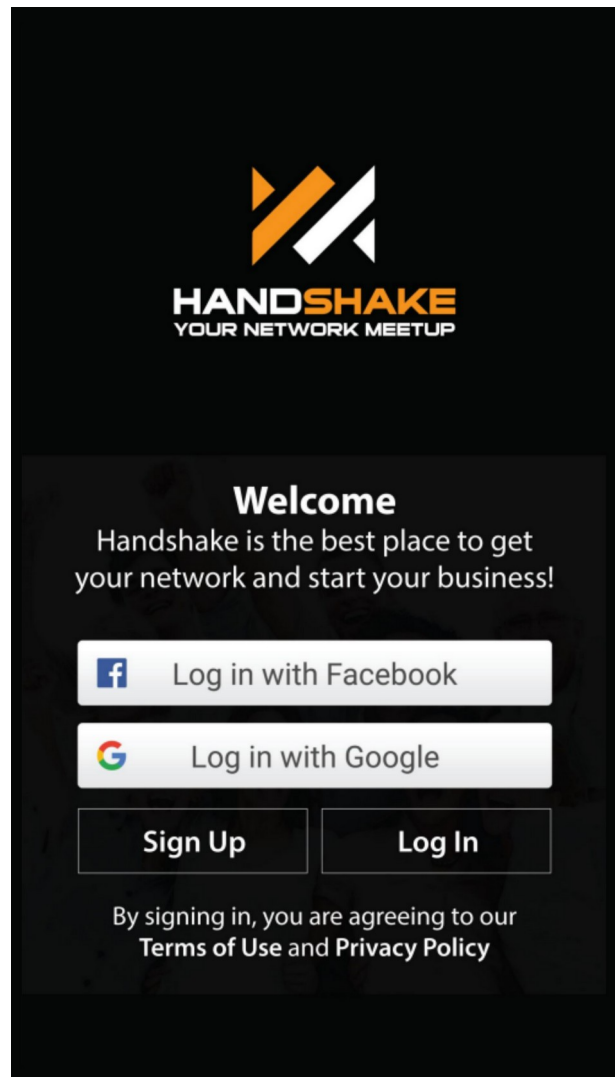 HANDSHAKE
YOUR NETWORK MEETUP
Welcome
Handshake is the best place to get
your network and start your business!
Log in with Facebook
Log in with Google
Sign Up
Log In
By signing in, you are agreeing to our
Terms of Use and Privacy Policy